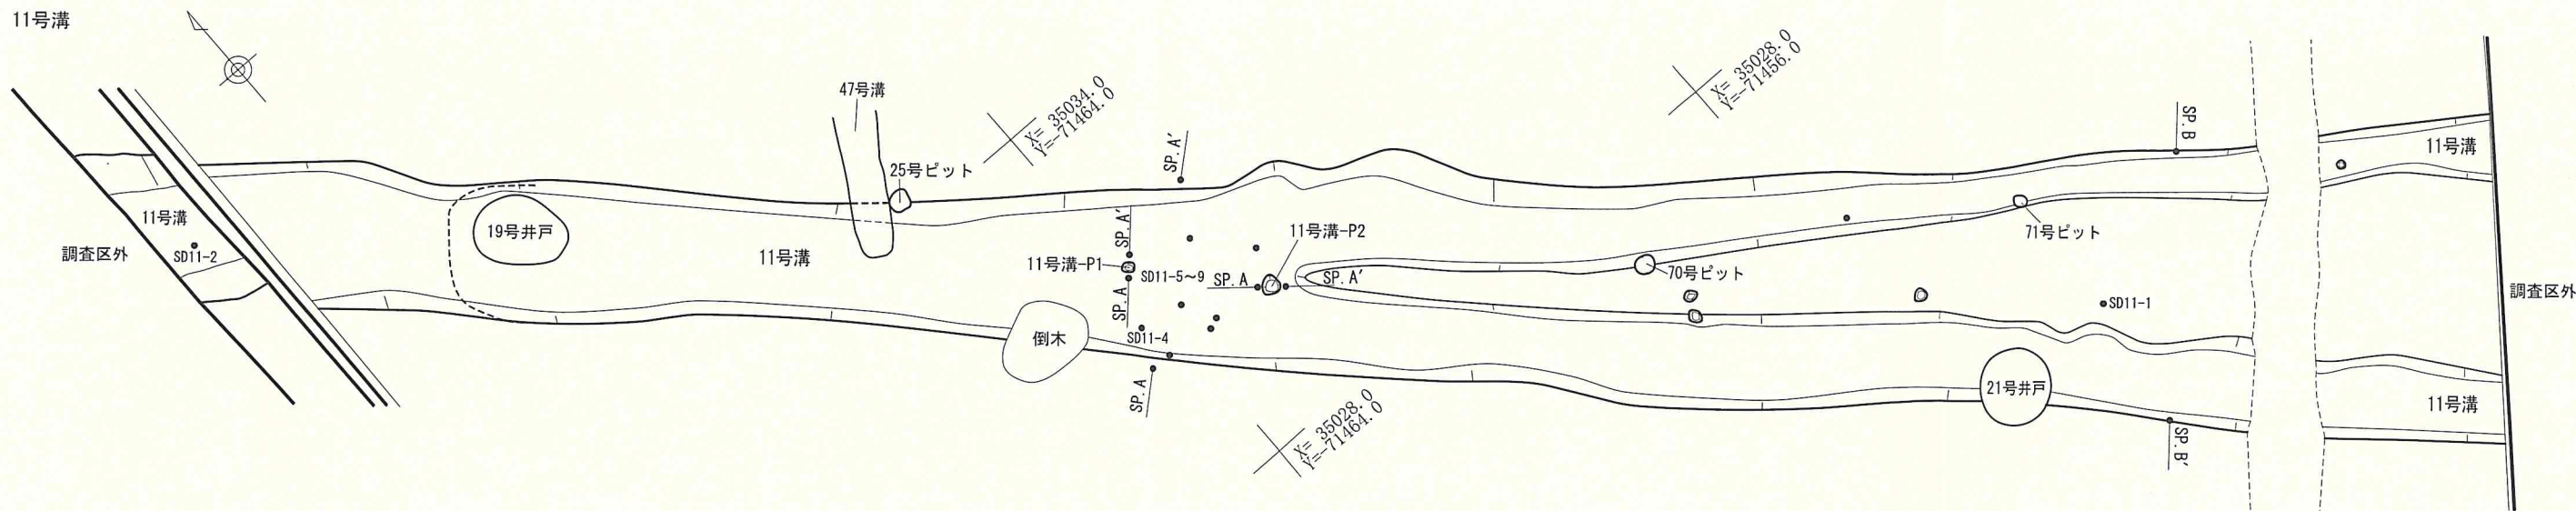 11号溝
47号溝
25号ピット
X= 35034.0
Y=-71464.0
SP.A′
X= 35028.0
Y=-71456.0
SP.B
11号溝
11号溝
SD11-2
調査区外
19号井戸
11号溝
SP.A′
11号溝-P1
SD11-5～9
SP.A
11号溝-P2
SP.A
SP.A′
70号ピット
71号ピット
SD11-1
調査区外
倒木
SD11-4
SP.A
X= 35028.0
Y=-71464.0
21号井戸
11号溝
SP.B′